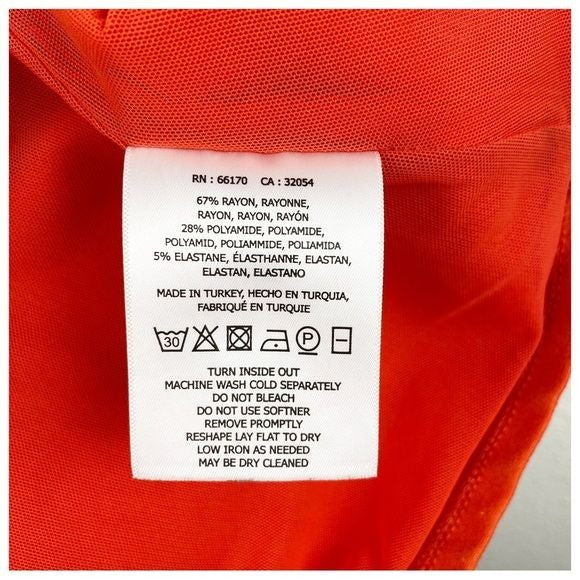 RN : 66170 CA : 32054
67% RAYON, RAYONNE,
RAYON, RAYON, RAYÓN
28% POLYAMIDE, POLYAMIDE,
POLYAMID, POLIAMMIDE, POLIAMIDA
5% ELASTANE, ÉLASTHANNE, ELASTAN,
ELASTAN, ELASTANO
MADE IN TURKEY, HECHO EN TURQUIA,
FABRIQUÉ EN TURQUIE
30 P
TURN INSIDE OUT
MACHINE WASH COLD SEPARATELY
DO NOT BLEACH
DO NOT USE SOFTNER
REMOVE PROMPTLY
RESHAPE LAY FLAT TO DRY
LOW IRON AS NEEDED
MAY BE DRY CLEANED